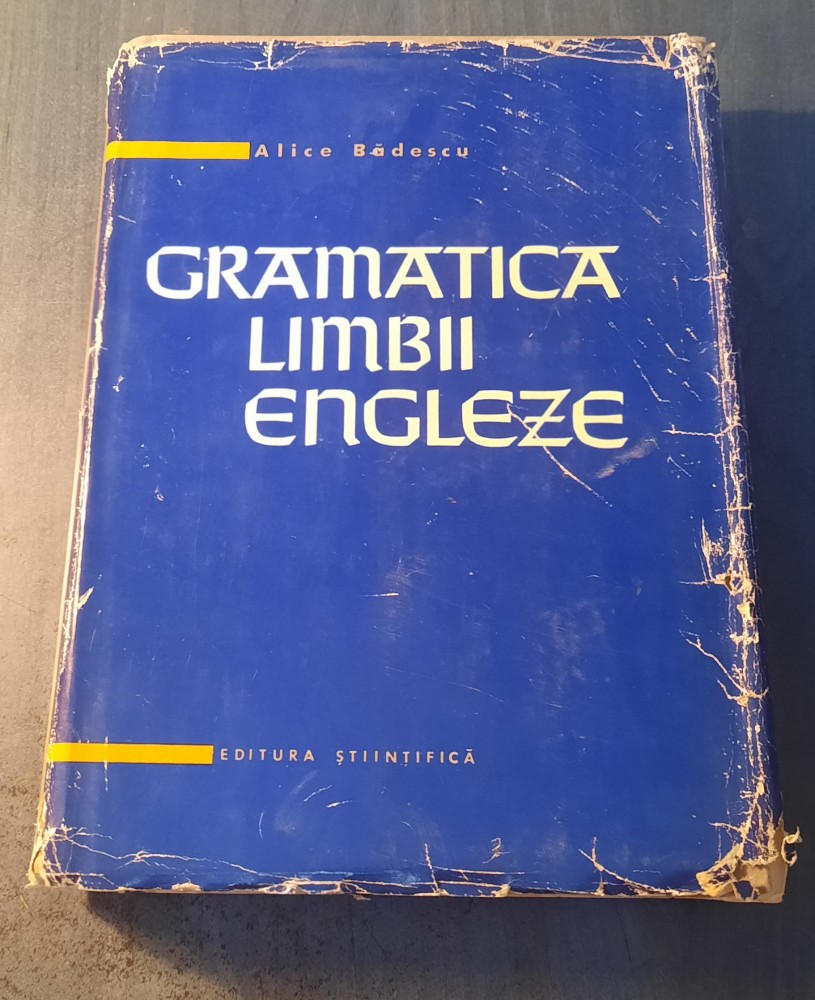 Alice Bădescu
GRAMATICA
LIMBII
ENGLEZE
EDITURA ȘTIINȚIFICĂ